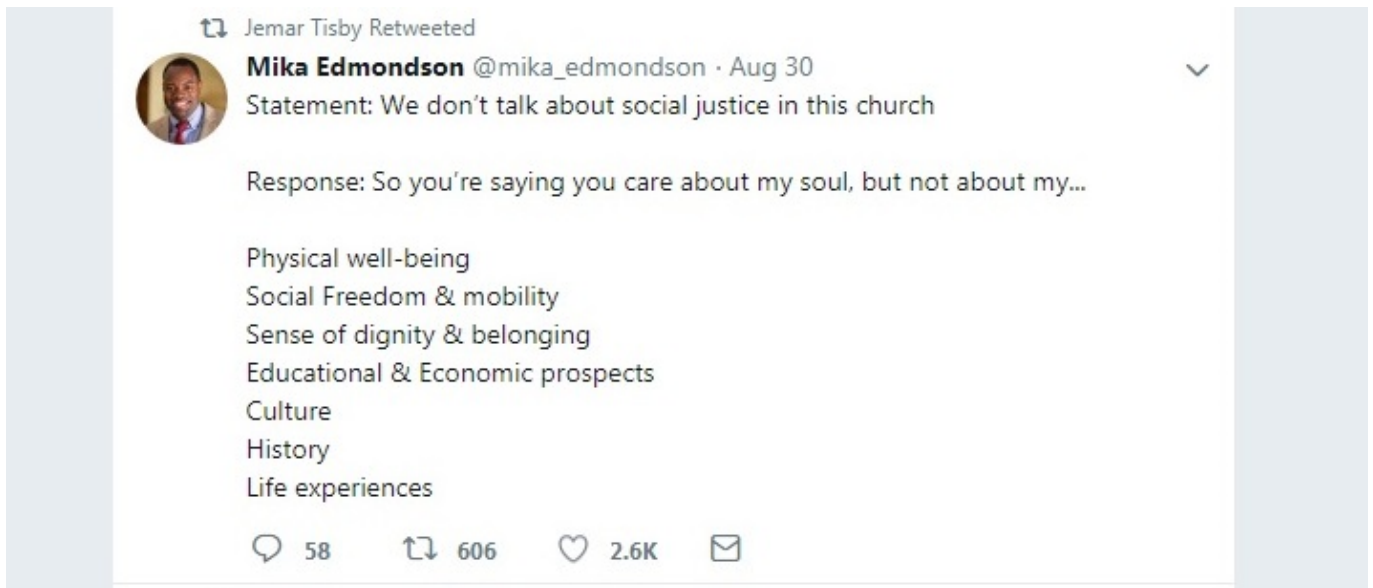 Jemar Tisby Retweeted
Mika Edmondson @mika_edmondson · Aug 30
Statement: We don’t talk about social justice in this church
Response: So you’re saying you care about my soul, but not about my...
Physical well-being
Social Freedom & mobility
Sense of dignity & belonging
Educational & Economic prospects
Culture
History
Life experiences
58 606 2.6K